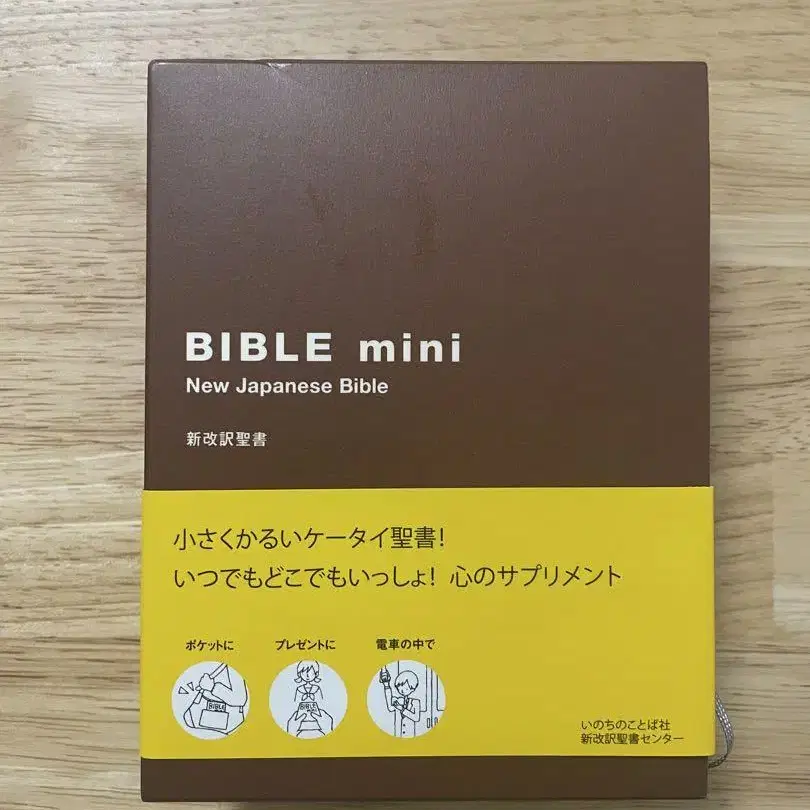 BIBLE mini
New Japanese Bible
新改訳聖書
小さくかるいケータイ聖書!
いつでもどこでもいっしょ! 心のサプリメント
ポケットに
プレゼントに
電車の中で
BIBLE
BIBLE
いのちのことば社
新改訳聖書センター